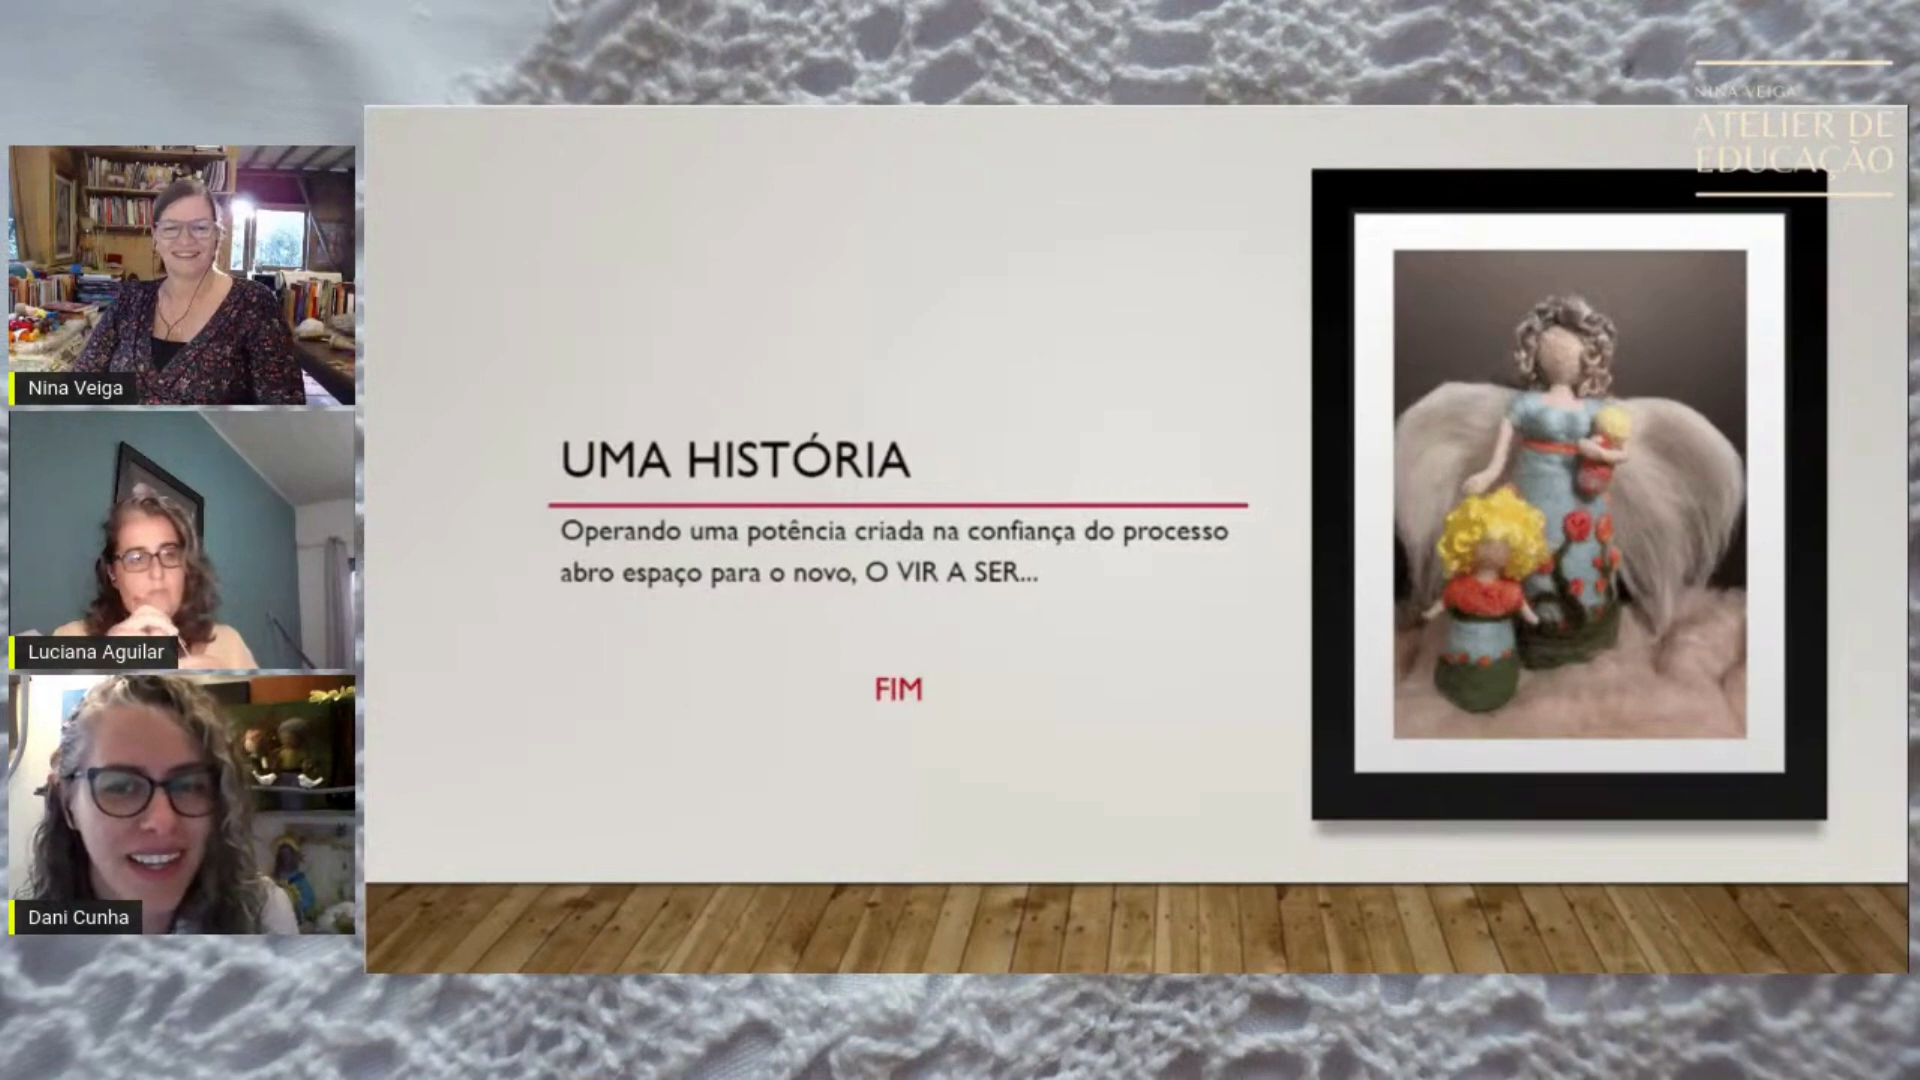 NINA VEIGA
ATELIER DE
EDUCAÇÃO
Nina Veiga
Luciana Aguilar
Dani Cunha
UMA HISTÓRIA
Operando uma potência criada na confiança do processo
abro espaço para o novo, O VIR A SER...
FIM